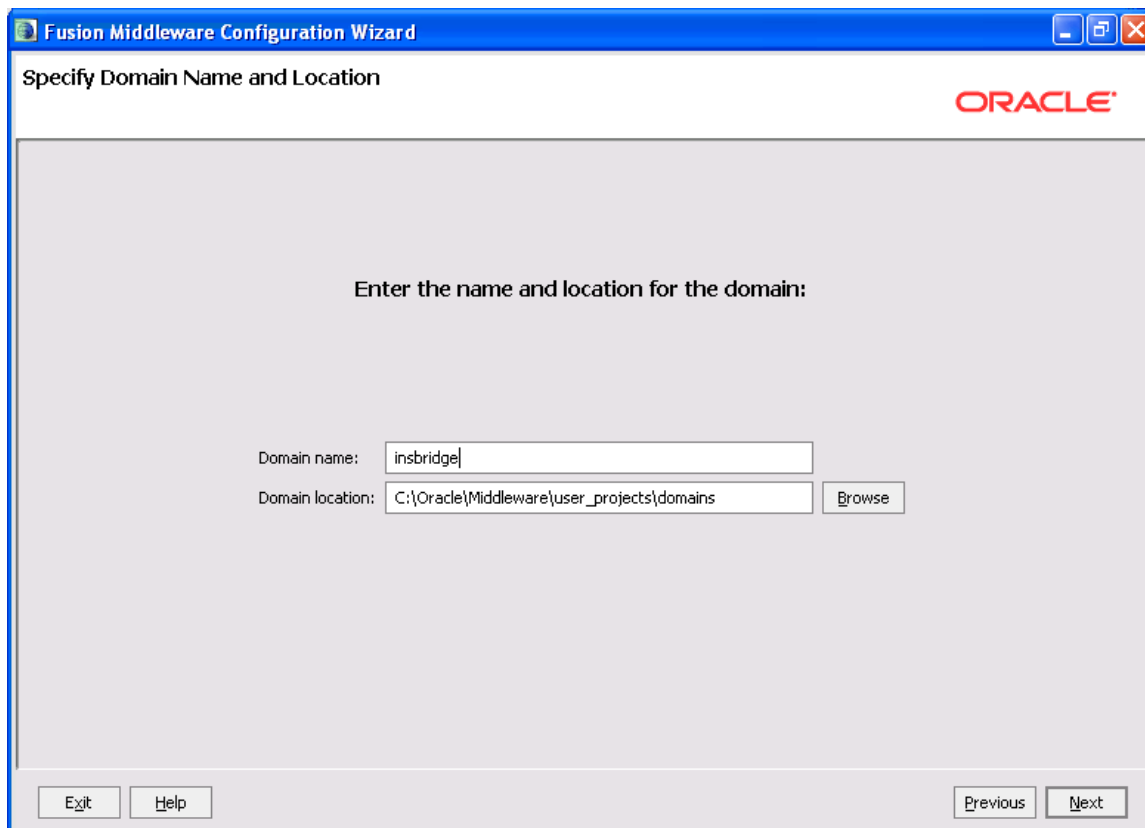 Fusion Middleware Configuration Wizard
Specify Domain Name and Location
ORACLE
Enter the name and location for the domain:
Domain name: insbridge
Domain location: C:\Oracle\Middleware\user_projects\domains Browse
Exit Help Previous Next